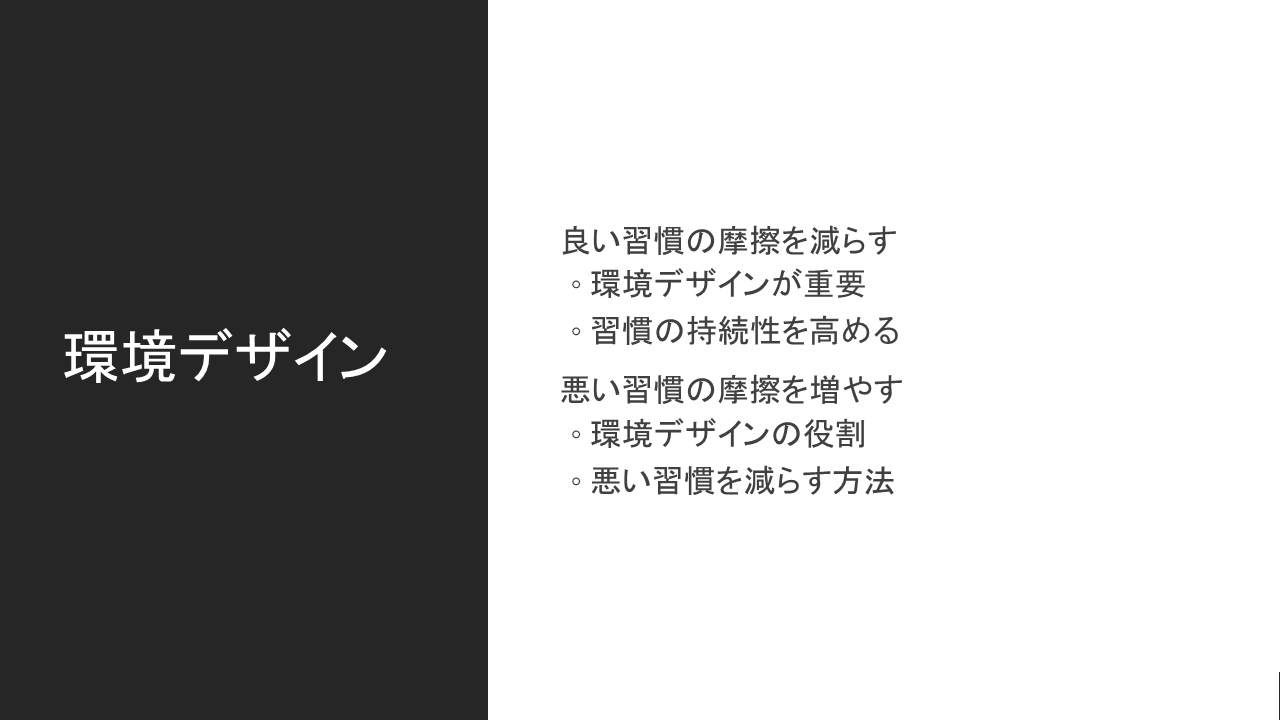 環境デザイン
良い習慣の摩擦を減らす
◦ 環境デザインが重要
◦ 習慣の持続性を高める
悪い習慣の摩擦を増やす
◦ 環境デザインの役割
◦ 悪い習慣を減らす方法